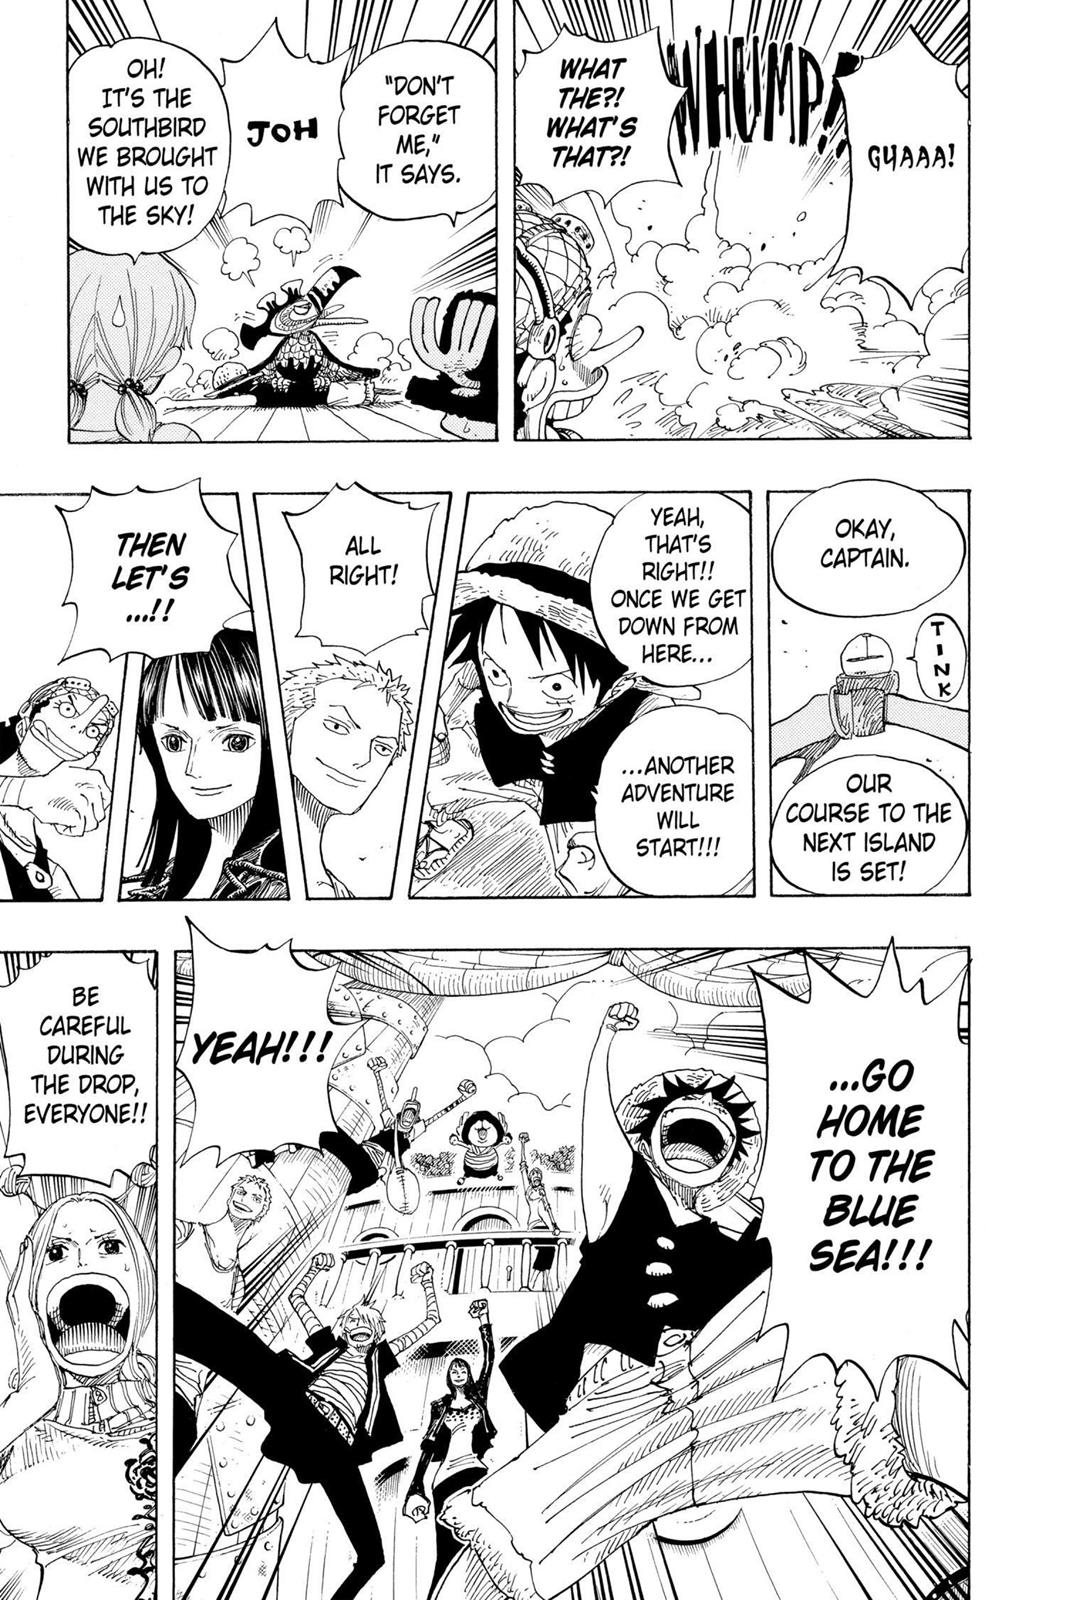 GYAAA!
WHUMP!
WHAT
THE?!
WHAT'S
THAT?!
"DON'T
FORGET
ME,"
IT SAYS.
JOH
OH!
IT'S THE
SOUTHBIRD
WE BROUGHT
WITH US TO
THE SKY!
OKAY,
CAPTAIN.
TINK
OUR
COURSE TO THE
NEXT ISLAND
IS SET!
YEAH,
THAT'S
RIGHT!!
ONCE WE GET
DOWN FROM
HERE...
...ANOTHER
ADVENTURE
WILL
START!!!
ALL
RIGHT!
THEN
LET'S
...!!
...GO
HOME
TO THE
BLUE
SEA!!!
YEAH!!!
BE
CAREFUL
DURING
THE DROP,
EVERYONE!!